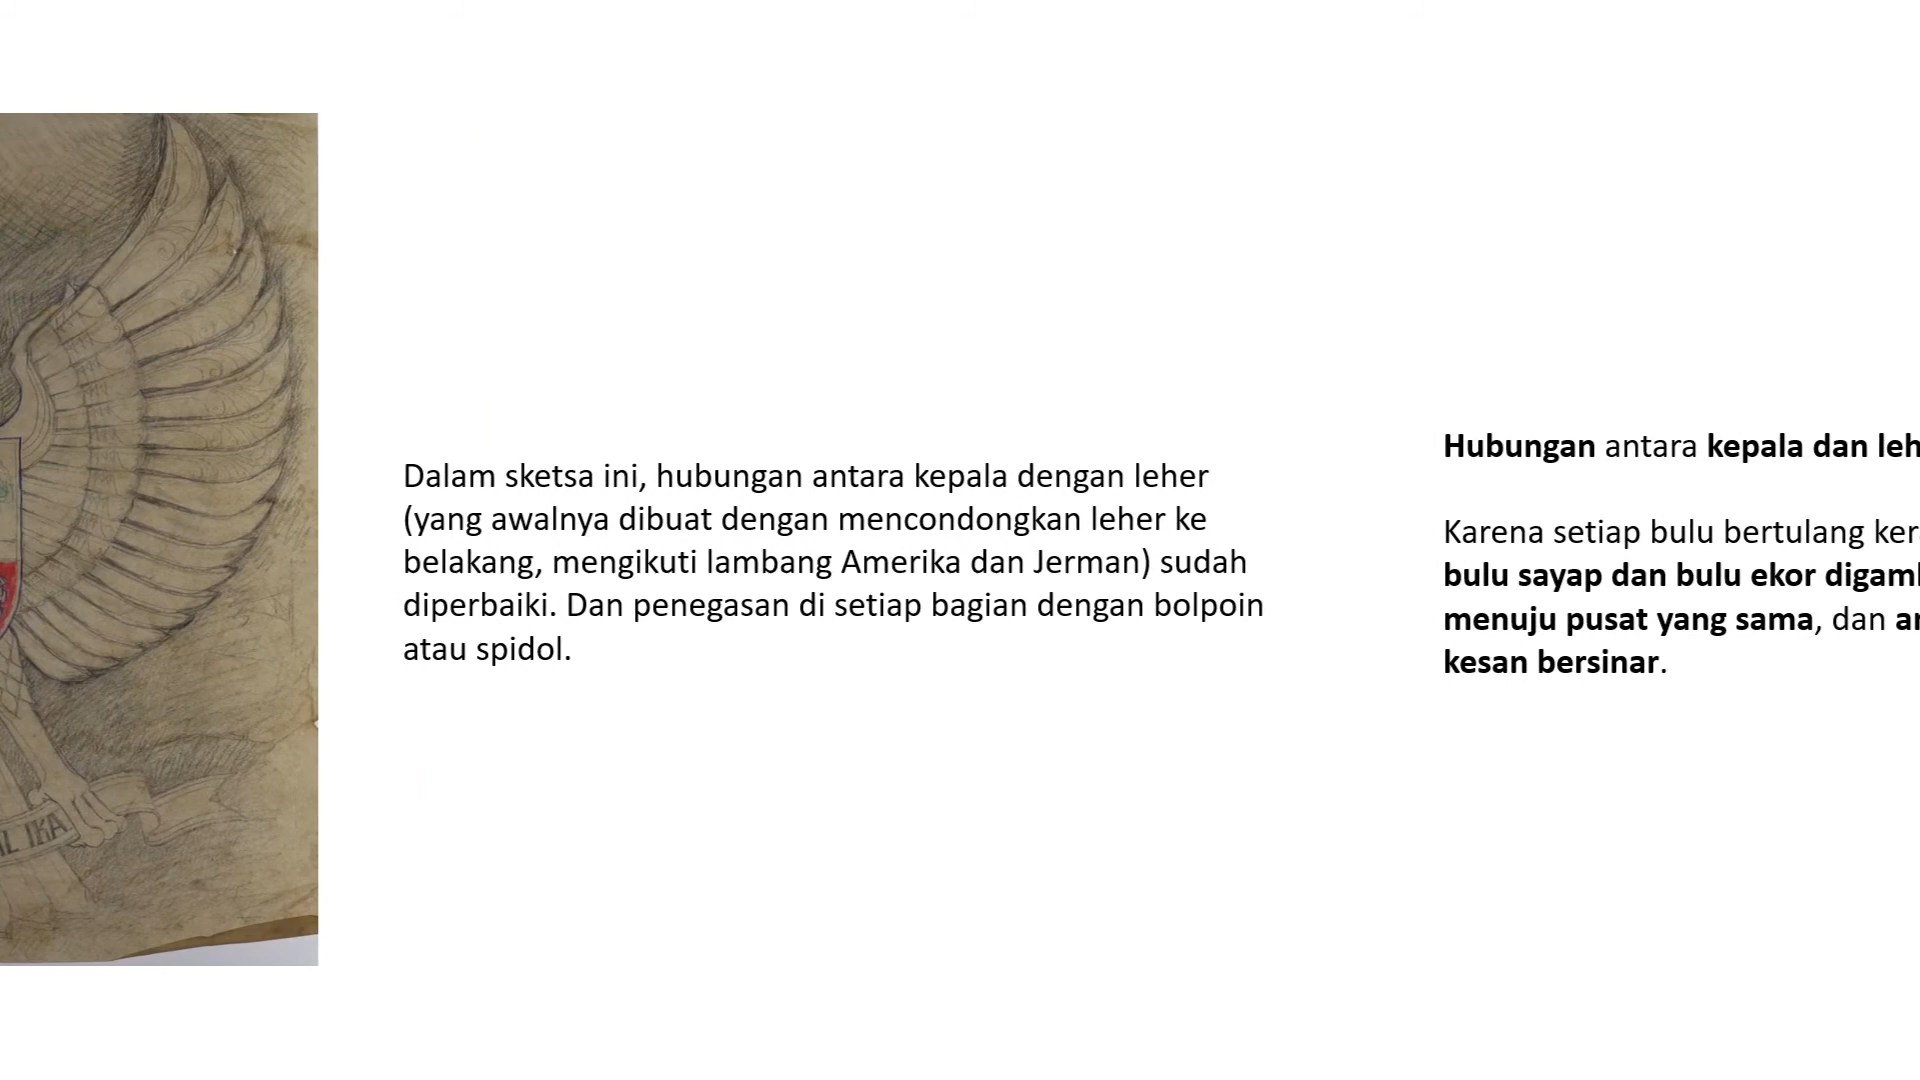 Dalam sketsa ini, hubungan antara kepala dengan leher
(yang awalnya dibuat dengan mencondongkan leher ke
belakang, mengikuti lambang Amerika dan Jerman) sudah
diperbaiki. Dan penegasan di setiap bagian dengan bolpoin
atau spidol.
Hubungan antara kepala dan leh
Karena setiap bulu bertulang ker
bulu sayap dan bulu ekor digam
menuju pusat yang sama, dan
kesan bersinar.
IKA